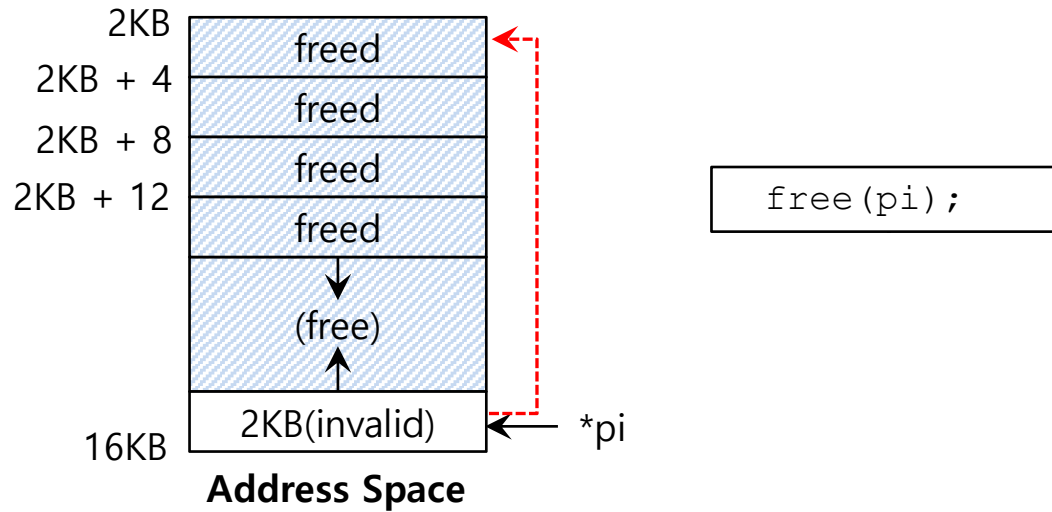 2KB
freed
2KB + 4
freed
2KB + 8
freed
2KB + 12
freed
free(pi);
(free)
2KB(invalid)
*pi
16KB
Address Space